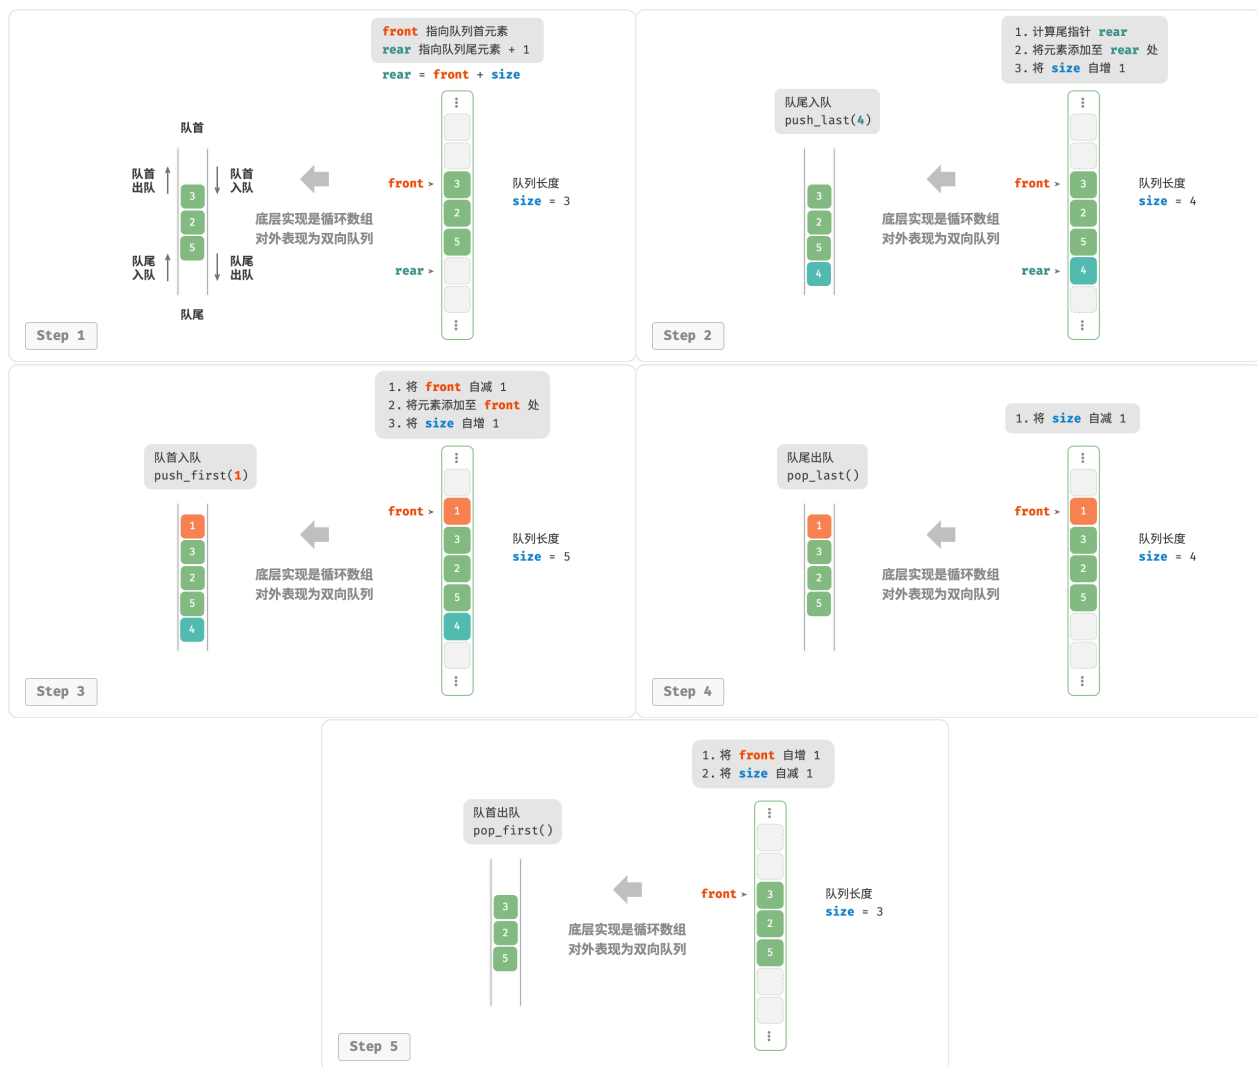 front 指向队列首元素
rear 指向队列尾元素 + 1
rear = front + size
队首
队首
出队
队首
入队
3
2
5
队尾
入队
队尾
出队
队尾
底层实现是循环数组
对外表现为双向队列
front
3
2
5
rear
队列长度
size = 3
Step 1
1. 计算尾指针 rear
2. 将元素添加至 rear 处
3. 将 size 自增 1
队尾入队
push_last(4)
3
2
5
4
底层实现是循环数组
对外表现为双向队列
front
3
2
5
rear
4
队列长度
size = 4
Step 2
1. 将 front 自减 1
2. 将元素添加至 front 处
3. 将 size 自增 1
队首入队
push_first(1)
1
3
2
5
4
底层实现是循环数组
对外表现为双向队列
front
1
3
2
5
4
队列长度
size = 5
Step 3
1. 将 size 自减 1
队尾出队
pop_last()
1
3
2
5
底层实现是循环数组
对外表现为双向队列
front
1
3
2
5
队列长度
size = 4
Step 4
1. 将 front 自增 1
2. 将 size 自减 1
队首出队
pop_first()
3
2
5
底层实现是循环数组
对外表现为双向队列
front
3
2
5
队列长度
size = 3
Step 5